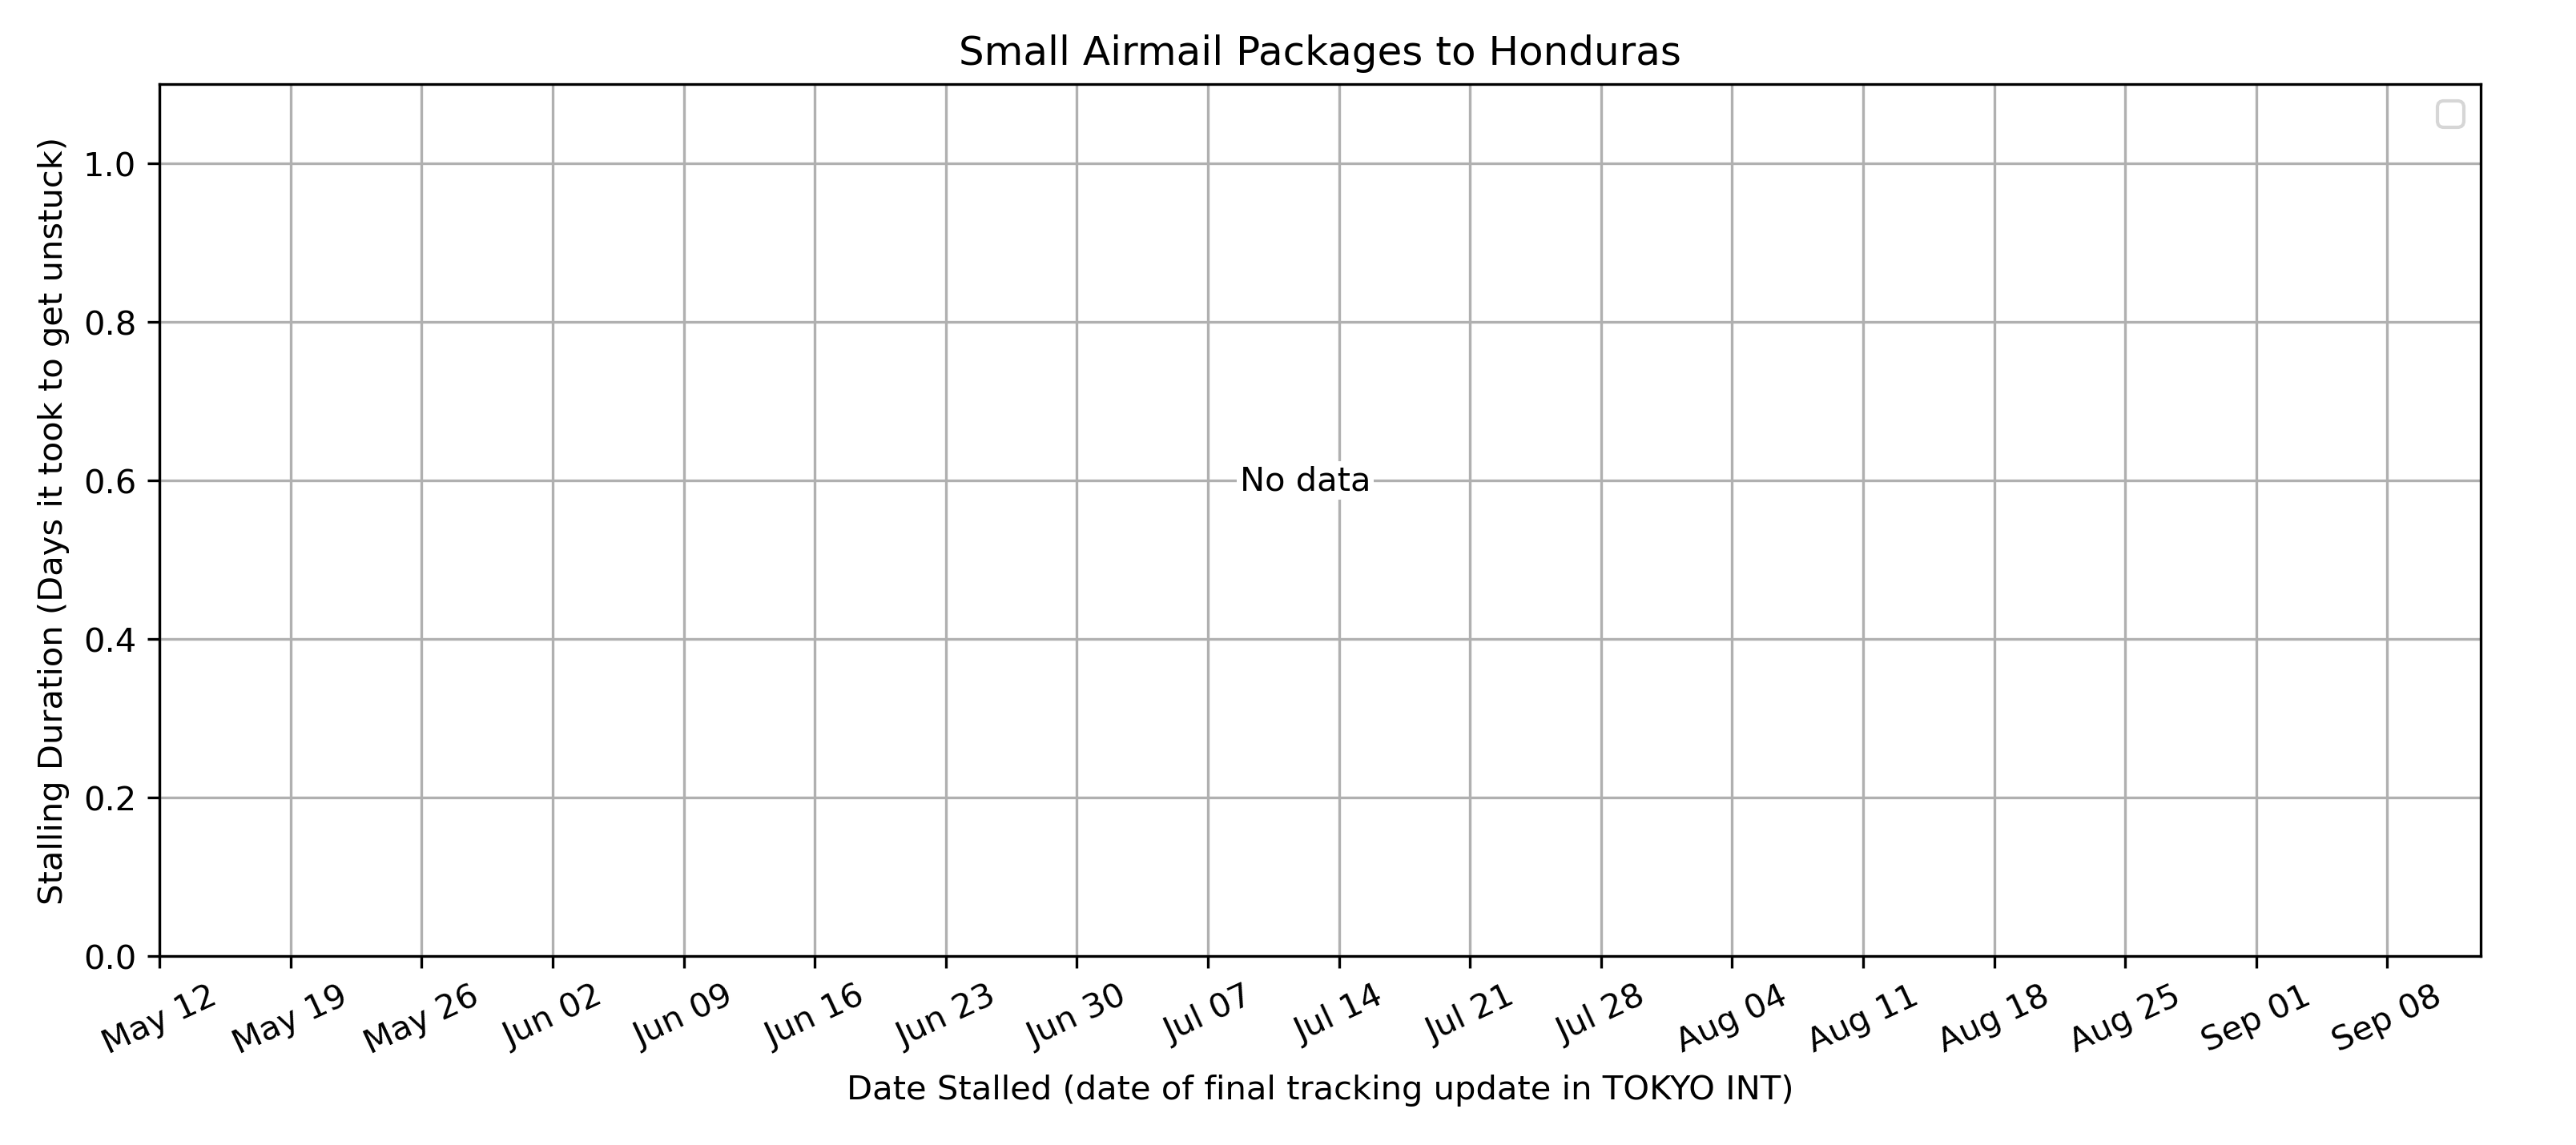 Small Airmail Packages to Honduras
Stalling Duration (Days it took to get unstuck)
1.0
0.8
0.6
0.4
0.2
0.0
No data
May 12
May 19
May 26
Jun 02
Jun 09
Jun 16
Jun 23
Jun 30
Jul 07
Jul 14
Jul 21
Jul 28
Aug 04
Aug 11
Aug 18
Aug 25
Sep 01
Sep 08
Date Stalled (date of final tracking update in TOKYO INT)